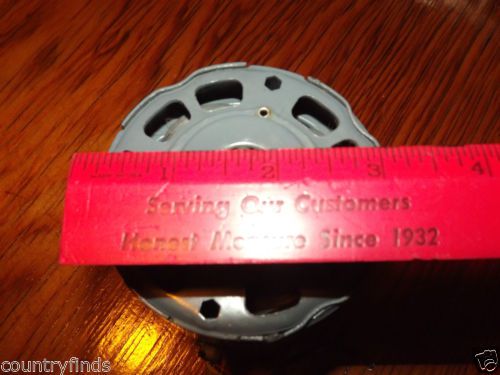 1 2 3 4
Serving Our Customers
Honest Measure Since 1932
countryfinds